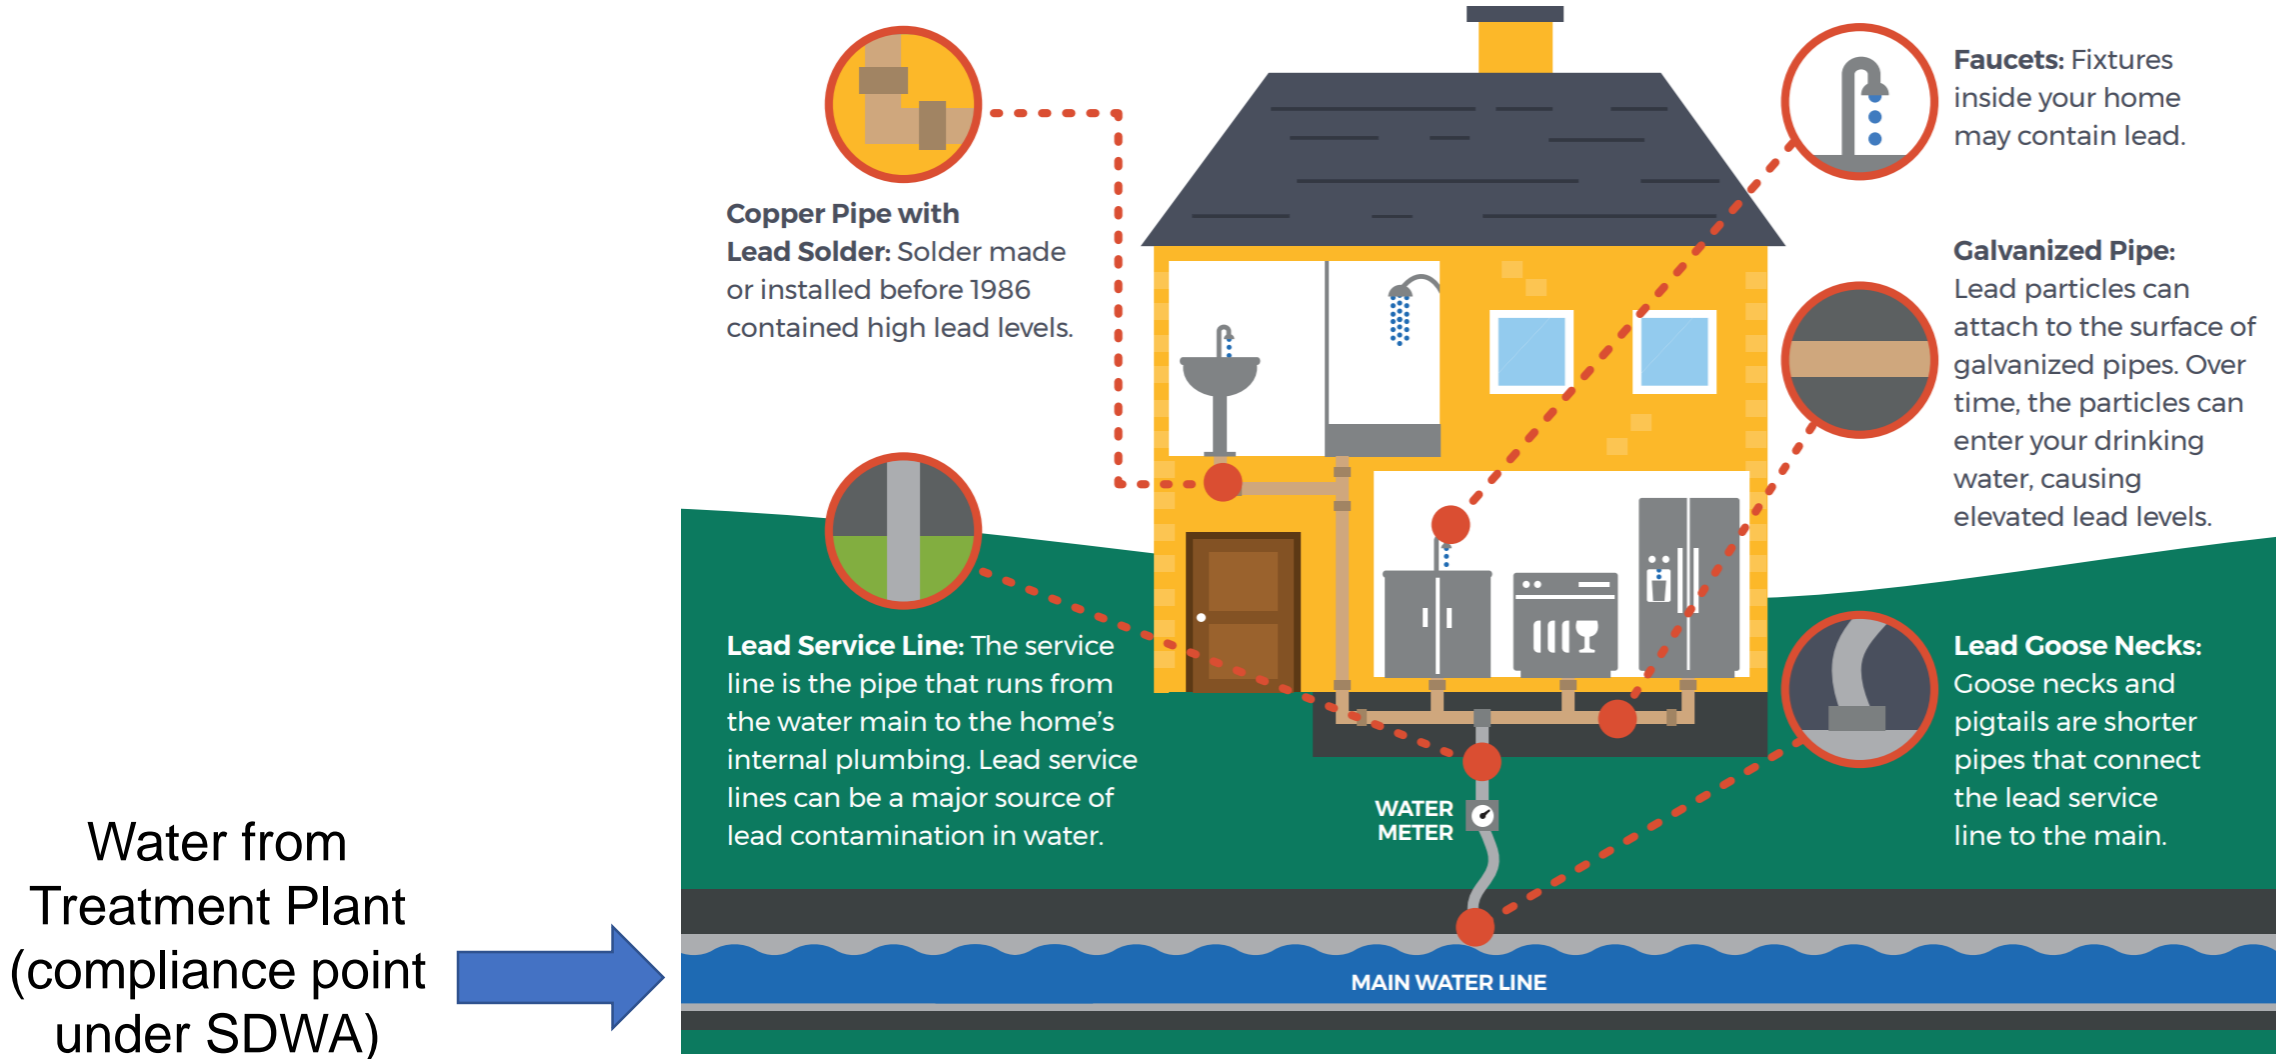 Copper Pipe with
Lead Solder: Solder made
or installed before 1986
contained high lead levels.
Faucets: Fixtures
inside your home
may contain lead.
Galvanized Pipe:
Lead particles can
attach to the surface of
galvanized pipes. Over
time, the particles can
enter your drinking
water, causing
elevated lead levels.
Lead Service Line: The service
line is the pipe that runs from
the water main to the home's
internal plumbing. Lead service
lines can be a major source of
lead contamination in water.
Lead Goose Necks:
Goose necks and
pigtails are shorter
pipes that connect
the lead service
line to the main.
WATER
METER
Water from
Treatment Plant
(compliance point
under SDWA)
MAIN WATER LINE